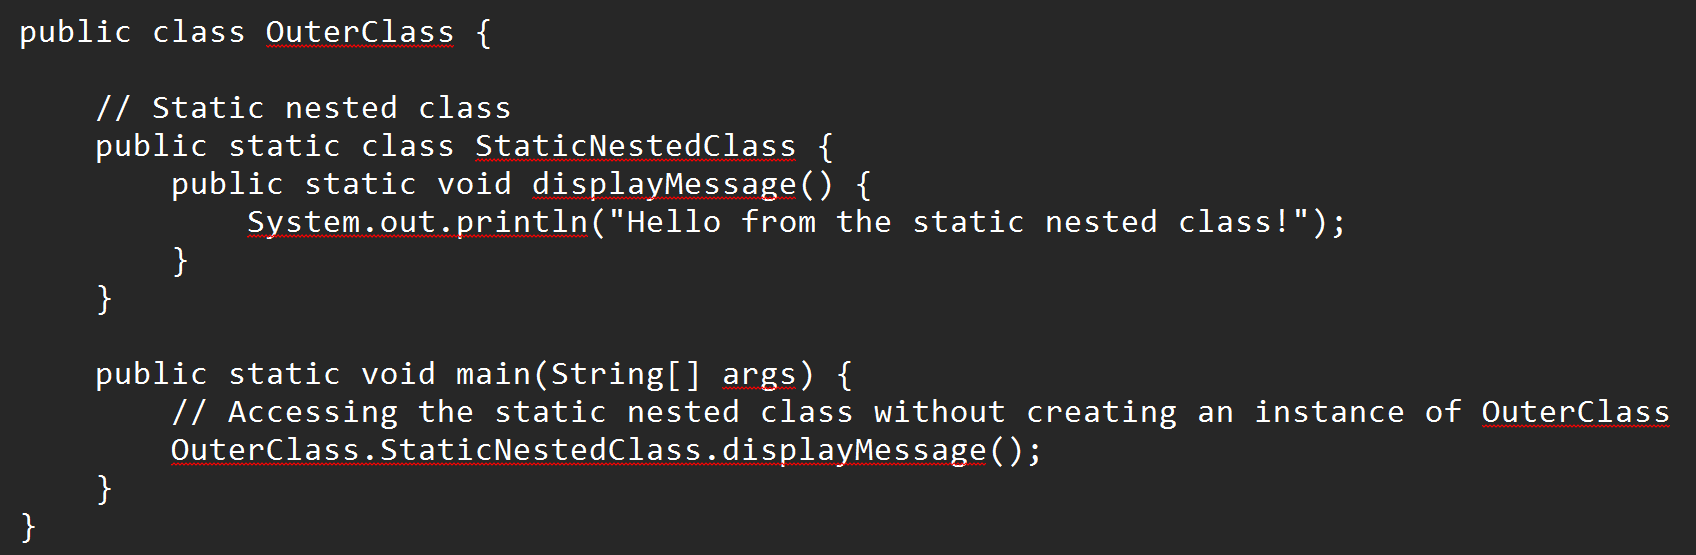 public class OuterClass {
// Static nested class
public static class StaticNestedClass {
public static void displayMessage() {
System.out.println("Hello from the static nested class!");
}
}
public static void main(String[] args) {
// Accessing the static nested class without creating an instance of OuterClass
OuterClass.StaticNestedClass.displayMessage();
}
}